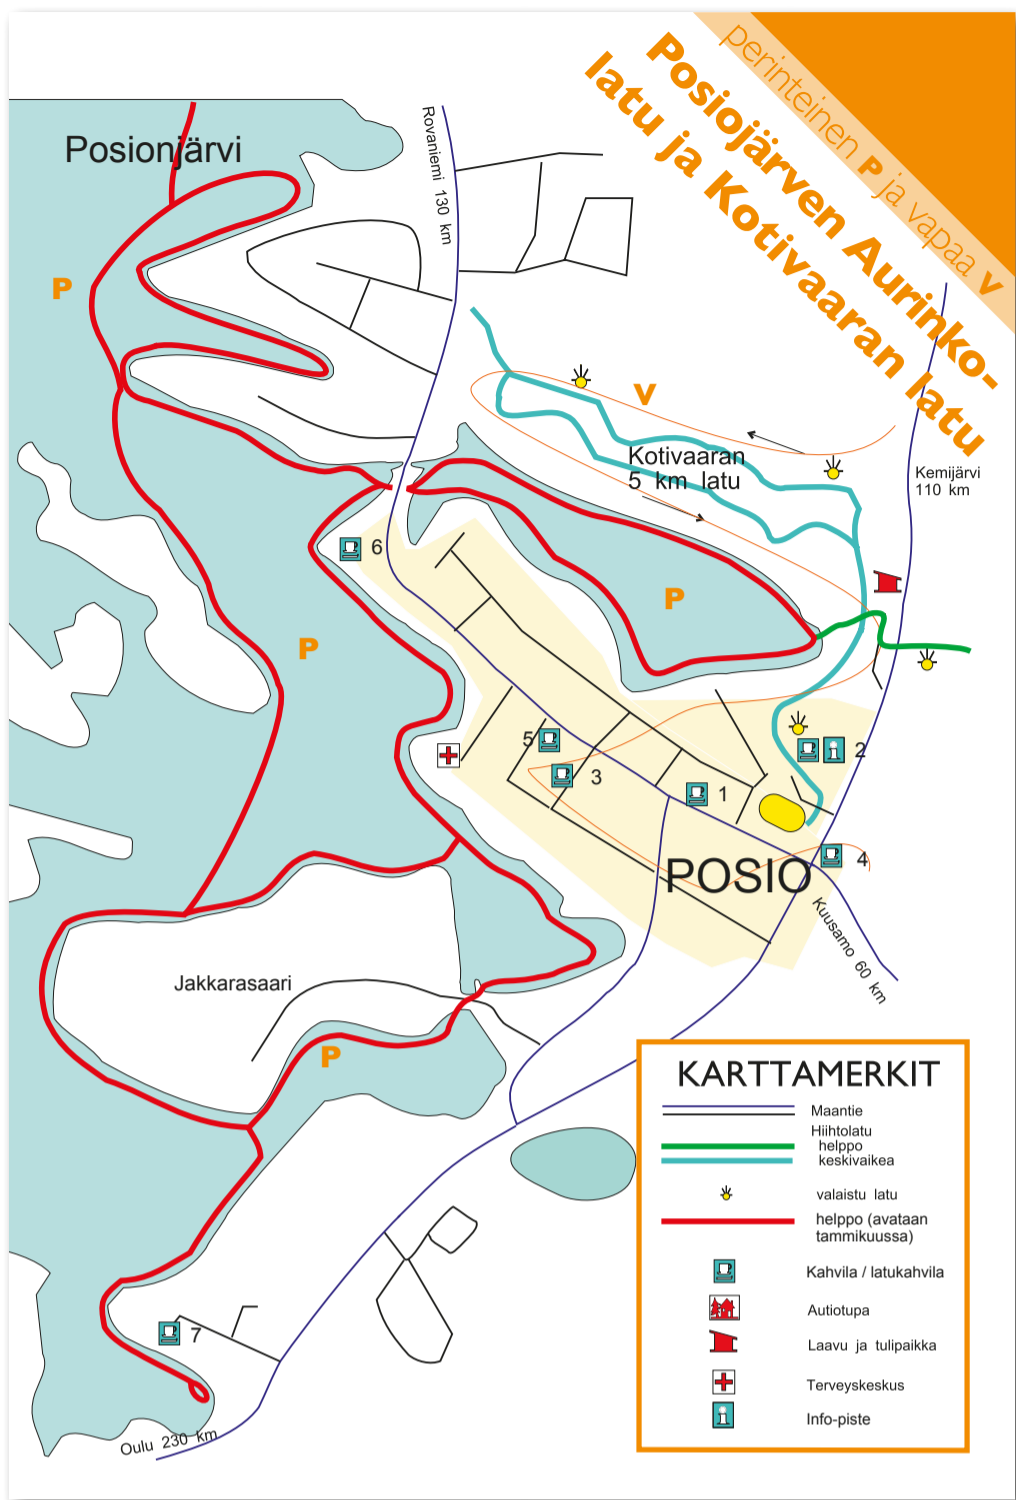 perinteinen P ja vapaa V
Posiojärven Aurinko-
latu ja Kotivaaran latu
Posionjärvi
Rovaniemi 130 km
P
V
Kotivaaran
5 km latu
Kemijärvi
110 km
6
P
P
5
3
1
2
4
POSIO
Kuusamo 60 km
Jakkarasaari
P
7
Oulu 230 km
KARTTAMERKIT
Maantie
Hiihtolatu
helppo
keskivaikea
valaistu latu
helppo (avataan
tammikuussa)
Kahvila / latukahvila
Autiotupa
Laavu ja tulipaikka
Terveyskeskus
Info-piste